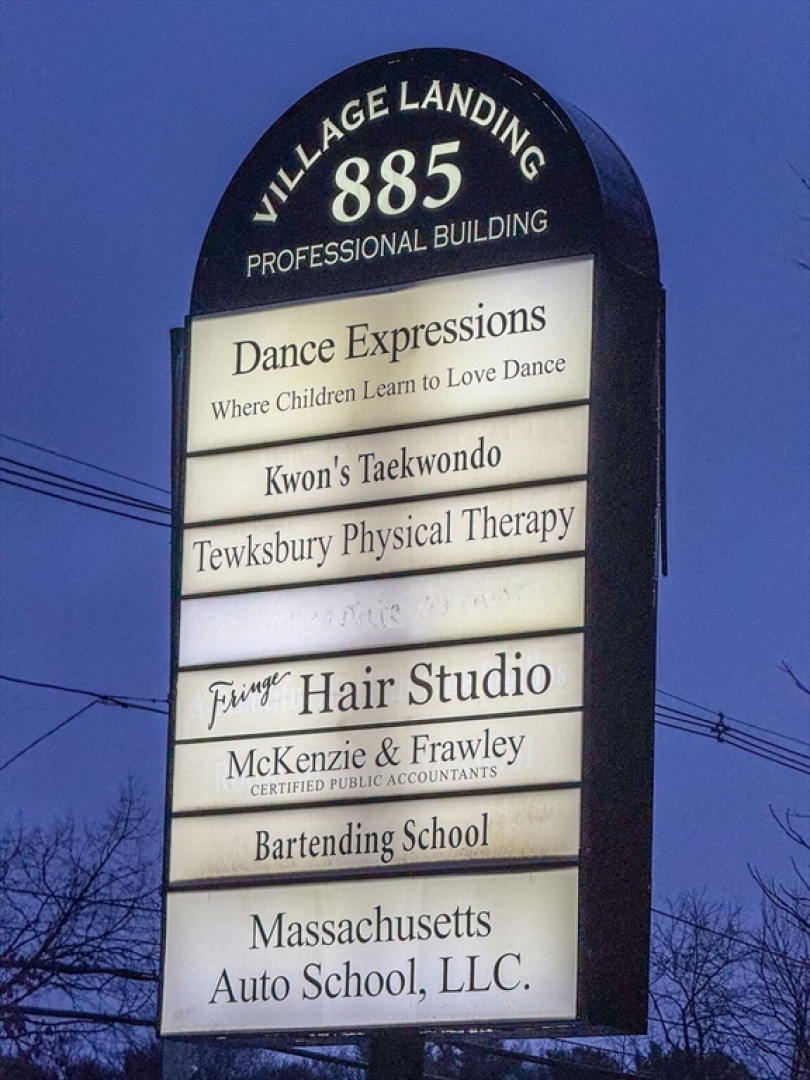 VILLAGE LANDING
885
PROFESSIONAL BUILDING
Dance Expressions
Where Children Learn to Love Dance
Kwon's Taekwondo
Tewksbury Physical Therapy
Fringe Hair Studio
McKenzie & Frawley
CERTIFIED PUBLIC ACCOUNTANTS
Bartending School
Massachusetts
Auto School, LLC.